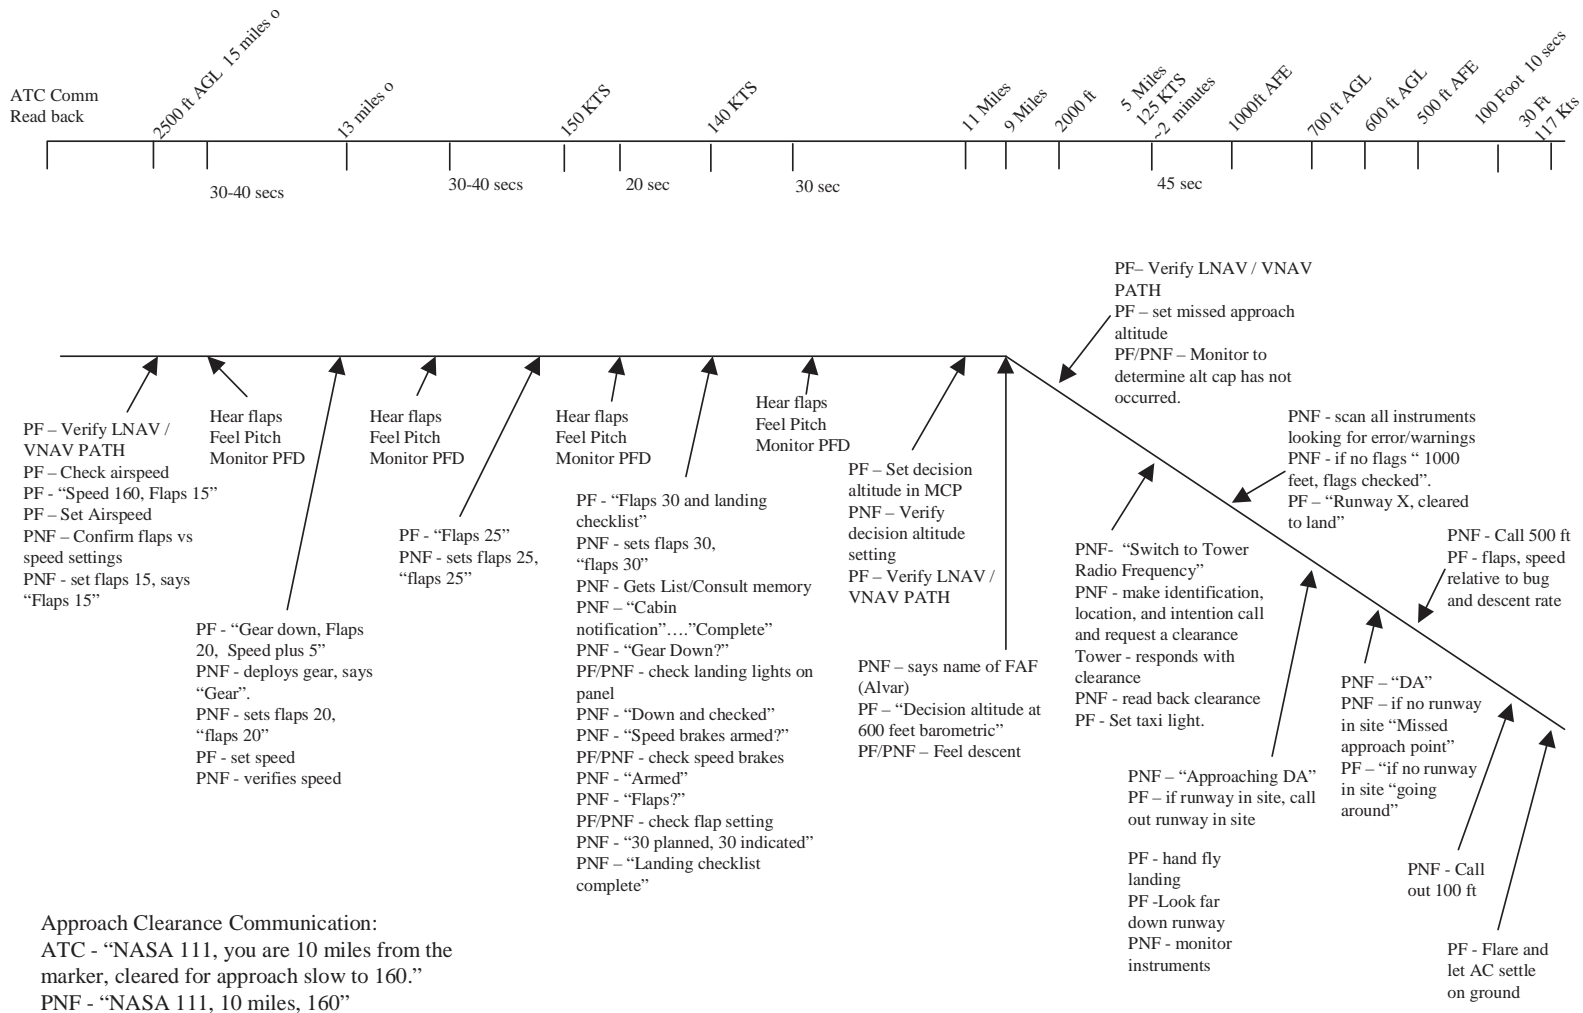 ATC Comm
Read back
2500 ft AGL 15 miles o
13 miles o
150 KTS
140 KTS
11 Miles
9 Miles
2000 ft
5 Miles
125 KTS
~2 minutes
1000ft AFE
700 ft AGL
600 ft AGL
500 ft AFE
100 Foot 10 secs
30 Ft
117 Kts
30-40 secs
30-40 secs
20 sec
30 sec
45 sec
PF – Verify LNAV /
VNAV PATH
PF – Check airspeed
PF - “Speed 160, Flaps 15”
PF – Set Airspeed
PNF – Confirm flaps vs
speed settings
PNF - set flaps 15, says
“Flaps 15”
Hear flaps
Feel Pitch
Monitor PFD
PF - “Gear down, Flaps
20, Speed plus 5”
PNF - deploys gear, says
“Gear”.
PNF - sets flaps 20,
“flaps 20”
PF - set speed
PNF - verifies speed
Hear flaps
Feel Pitch
Monitor PFD
PF - “Flaps 25”
PNF - sets flaps 25,
“flaps 25”
Hear flaps
Feel Pitch
Monitor PFD
PF - “Flaps 30 and landing
checklist”
PNF - sets flaps 30,
“flaps 30”
PNF - Gets List/Consult memory
PNF – “Cabin
notification”….”Complete”
PNF - “Gear Down?”
PF/PNF - check landing lights on
panel
PNF - “Down and checked”
PNF - “Speed brakes armed?”
PF/PNF - check speed brakes
PNF - “Armed”
PNF - “Flaps?”
PF/PNF - check flap setting
PNF - “30 planned, 30 indicated”
PNF – “Landing checklist
complete”
Hear flaps
Feel Pitch
Monitor PFD
PF – Set decision
altitude in MCP
PNF – Verify
decision altitude
setting
PF – Verify LNAV /
VNAV PATH
PNF – says name of FAF
(Alvar)
PF – “Decision altitude at
600 feet barometric”
PF/PNF – Feel descent
PF– Verify LNAV / VNAV
PATH
PF – set missed approach
altitude
PF/PNF – Monitor to
determine alt cap has not
occurred.
PNF- “Switch to Tower
Radio Frequency”
PNF - make identification,
location, and intention call
and request a clearance
Tower - responds with
clearance
PNF - read back clearance
PF - Set taxi light.
PNF - scan all instruments
looking for error/warnings
PNF - if no flags “ 1000
feet, flags checked”.
PF – “Runway X, cleared
to land”
PNF – “Approaching DA”
PF – if runway in site, call
out runway in site
PF - hand fly
landing
PF -Look far
down runway
PNF - monitor
instruments
PNF – “DA”
PNF – if no runway
in site “Missed
approach point”
PF – “if no runway
in site “going
around”
PNF - Call 500 ft
PF - flaps, speed
relative to bug
and descent rate
PNF - Call
out 100 ft
PF - Flare and
let AC settle
on ground
Approach Clearance Communication:
ATC - “NASA 111, you are 10 miles from the
marker, cleared for approach slow to 160.”
PNF - “NASA 111, 10 miles, 160”